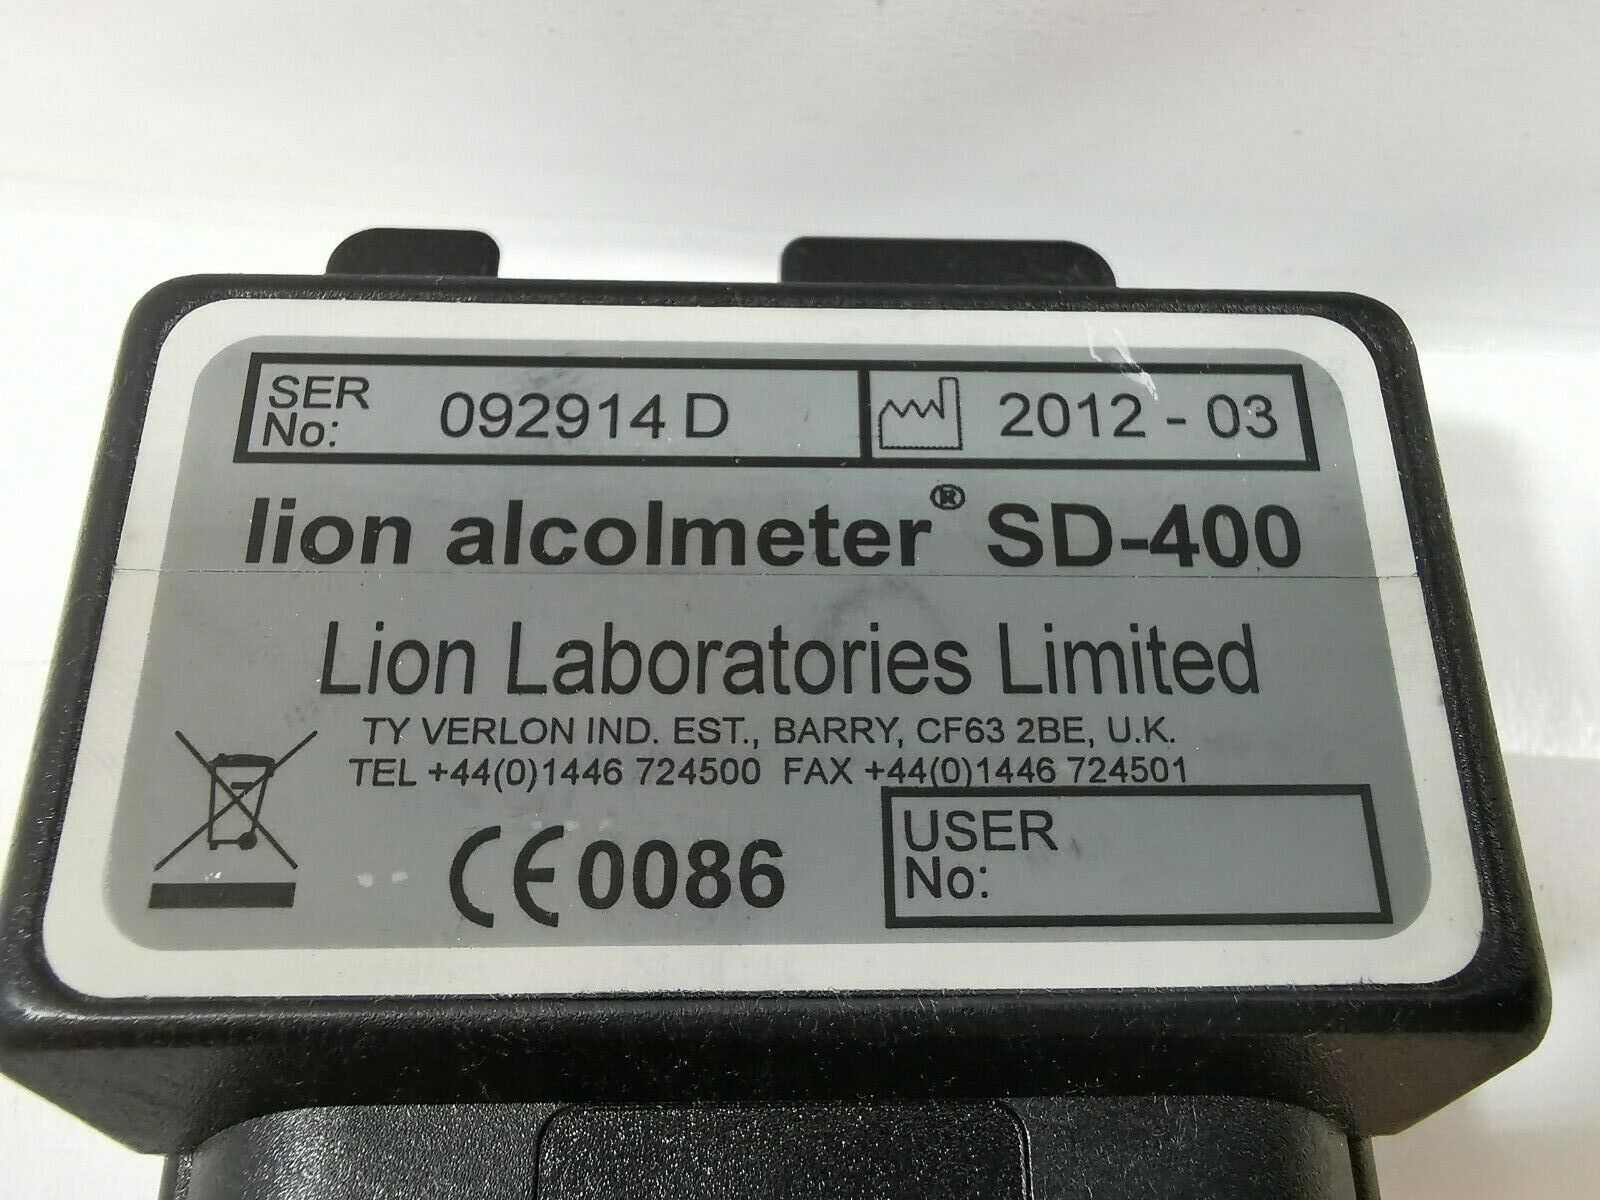 SER No: 092914 D 2012 - 03
lion alcolmeter® SD-400
Lion Laboratories Limited
TY VERLON IND. EST., BARRY, CF63 2BE, U.K.
TEL +44(0)1446 724500 FAX +44(0)1446 724501
CE 0086
USER No: